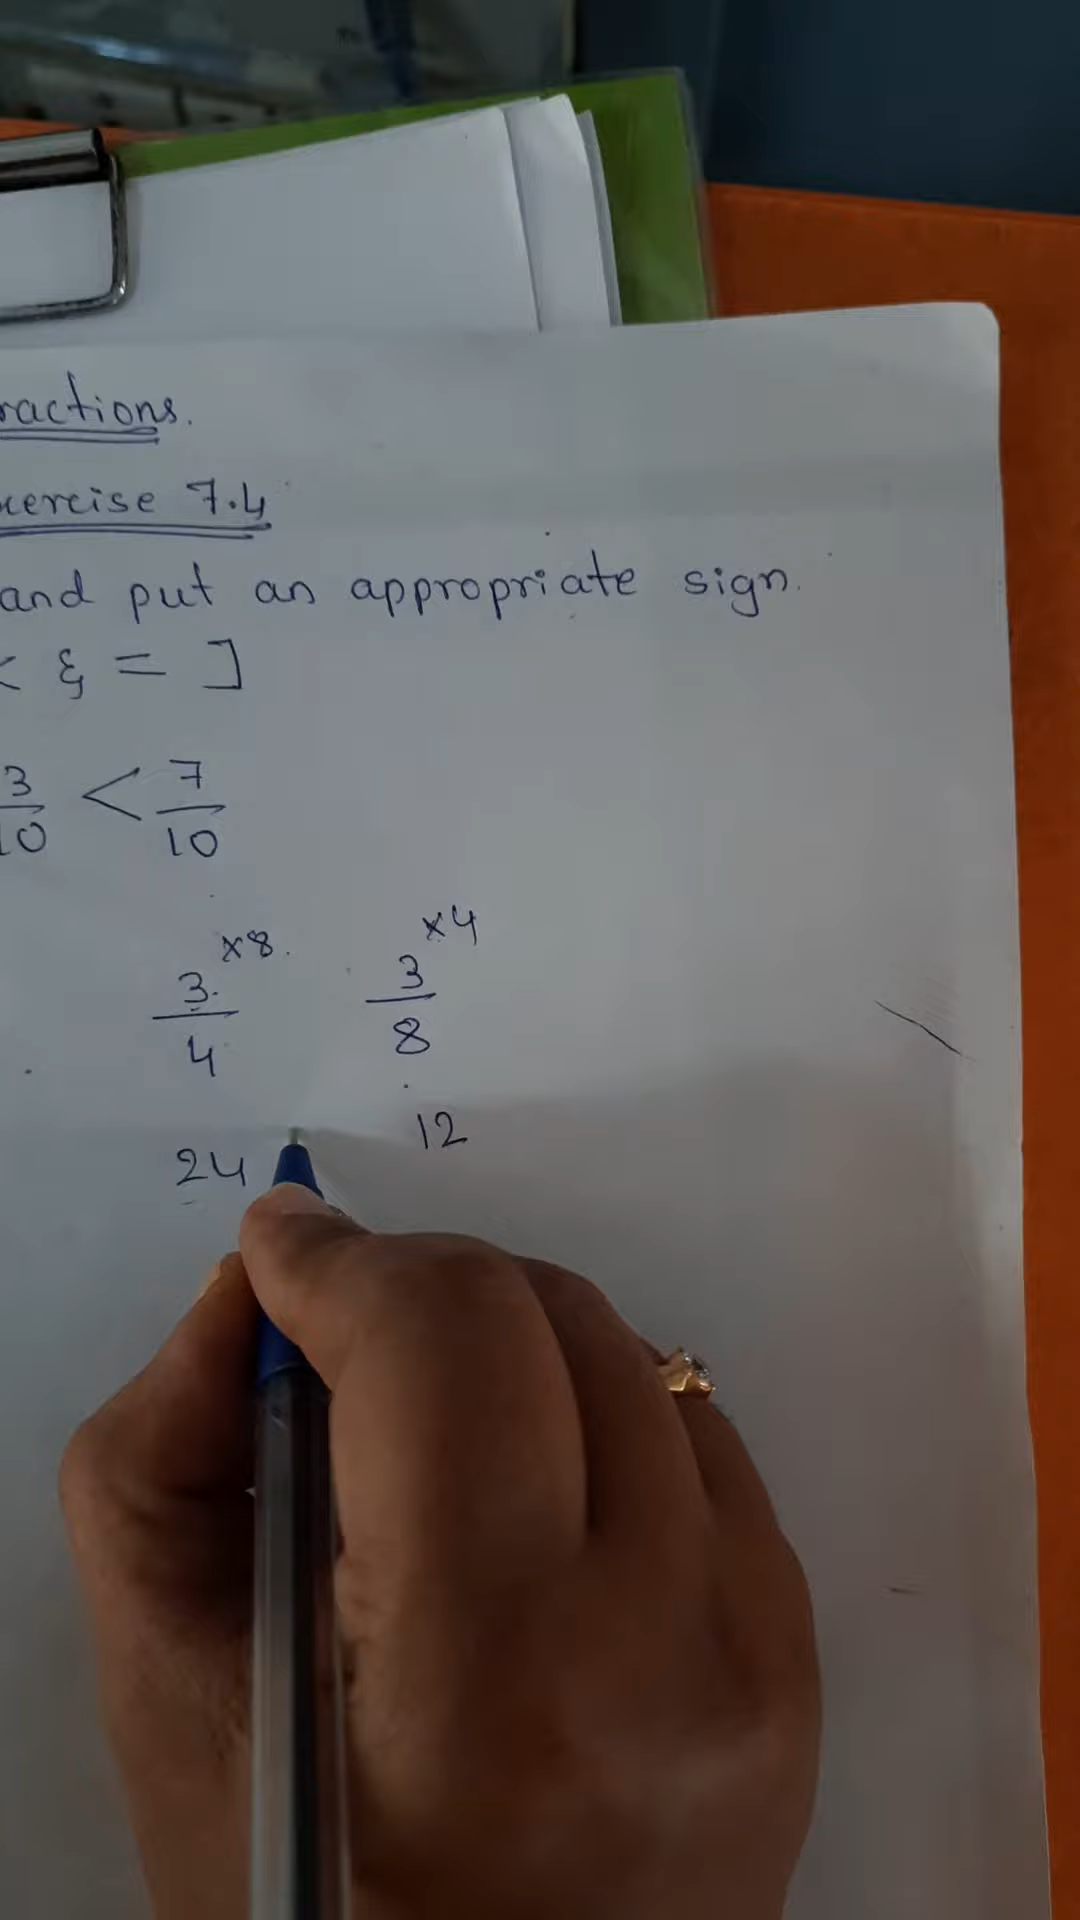 ractions.
xercise 7.4
and put an appropriate sign.
< & = ]
3/10 < 7/10
×8 ×4
3/4 3/8
24 12